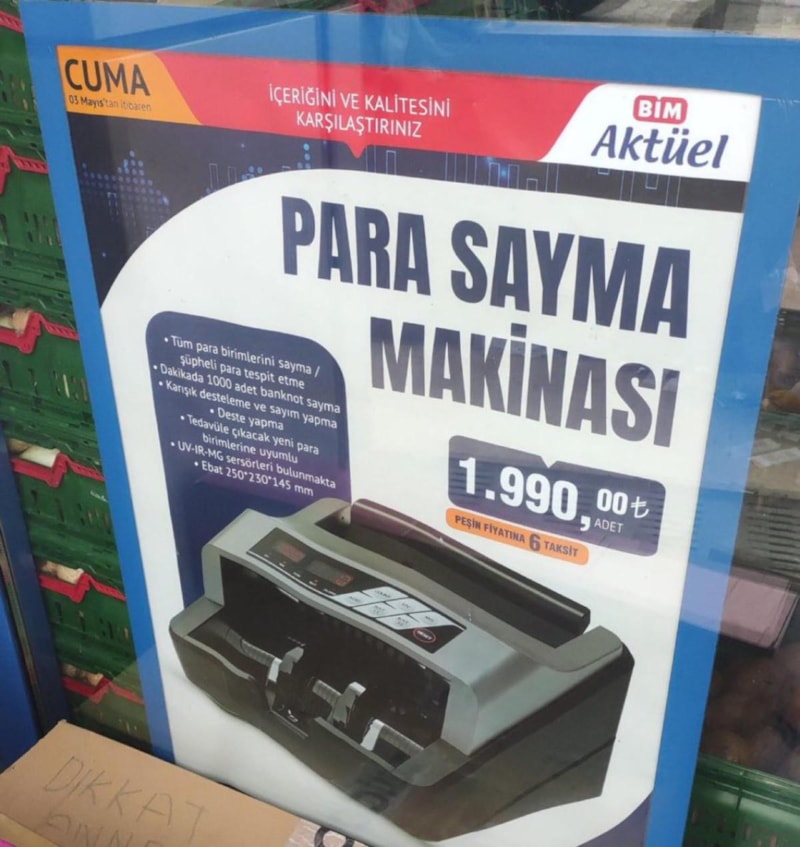 CUMA
03 Mayıs'tan itibaren
İÇERİĞİNİ VE KALİTESİNİ
KARŞILAŞTIRINIZ
BİM
Aktüel
PARA SAYMA
MAKİNASI
• Tüm para birimlerini sayma /
şüpheli para tespit etme
• Dakikada 1000 adet banknot sayma
• Karışık desteleme ve sayım yapma
• Deste yapma
• Tedavüle çıkacak yeni para
birimlerine uyumlu
• UV-IR-MG sersörleri bulunmakta
• Ebat 250*230*145 mm
1.990,00₺
ADET
PEŞİN FİYATINA 6 TAKSİT
DİKKAT